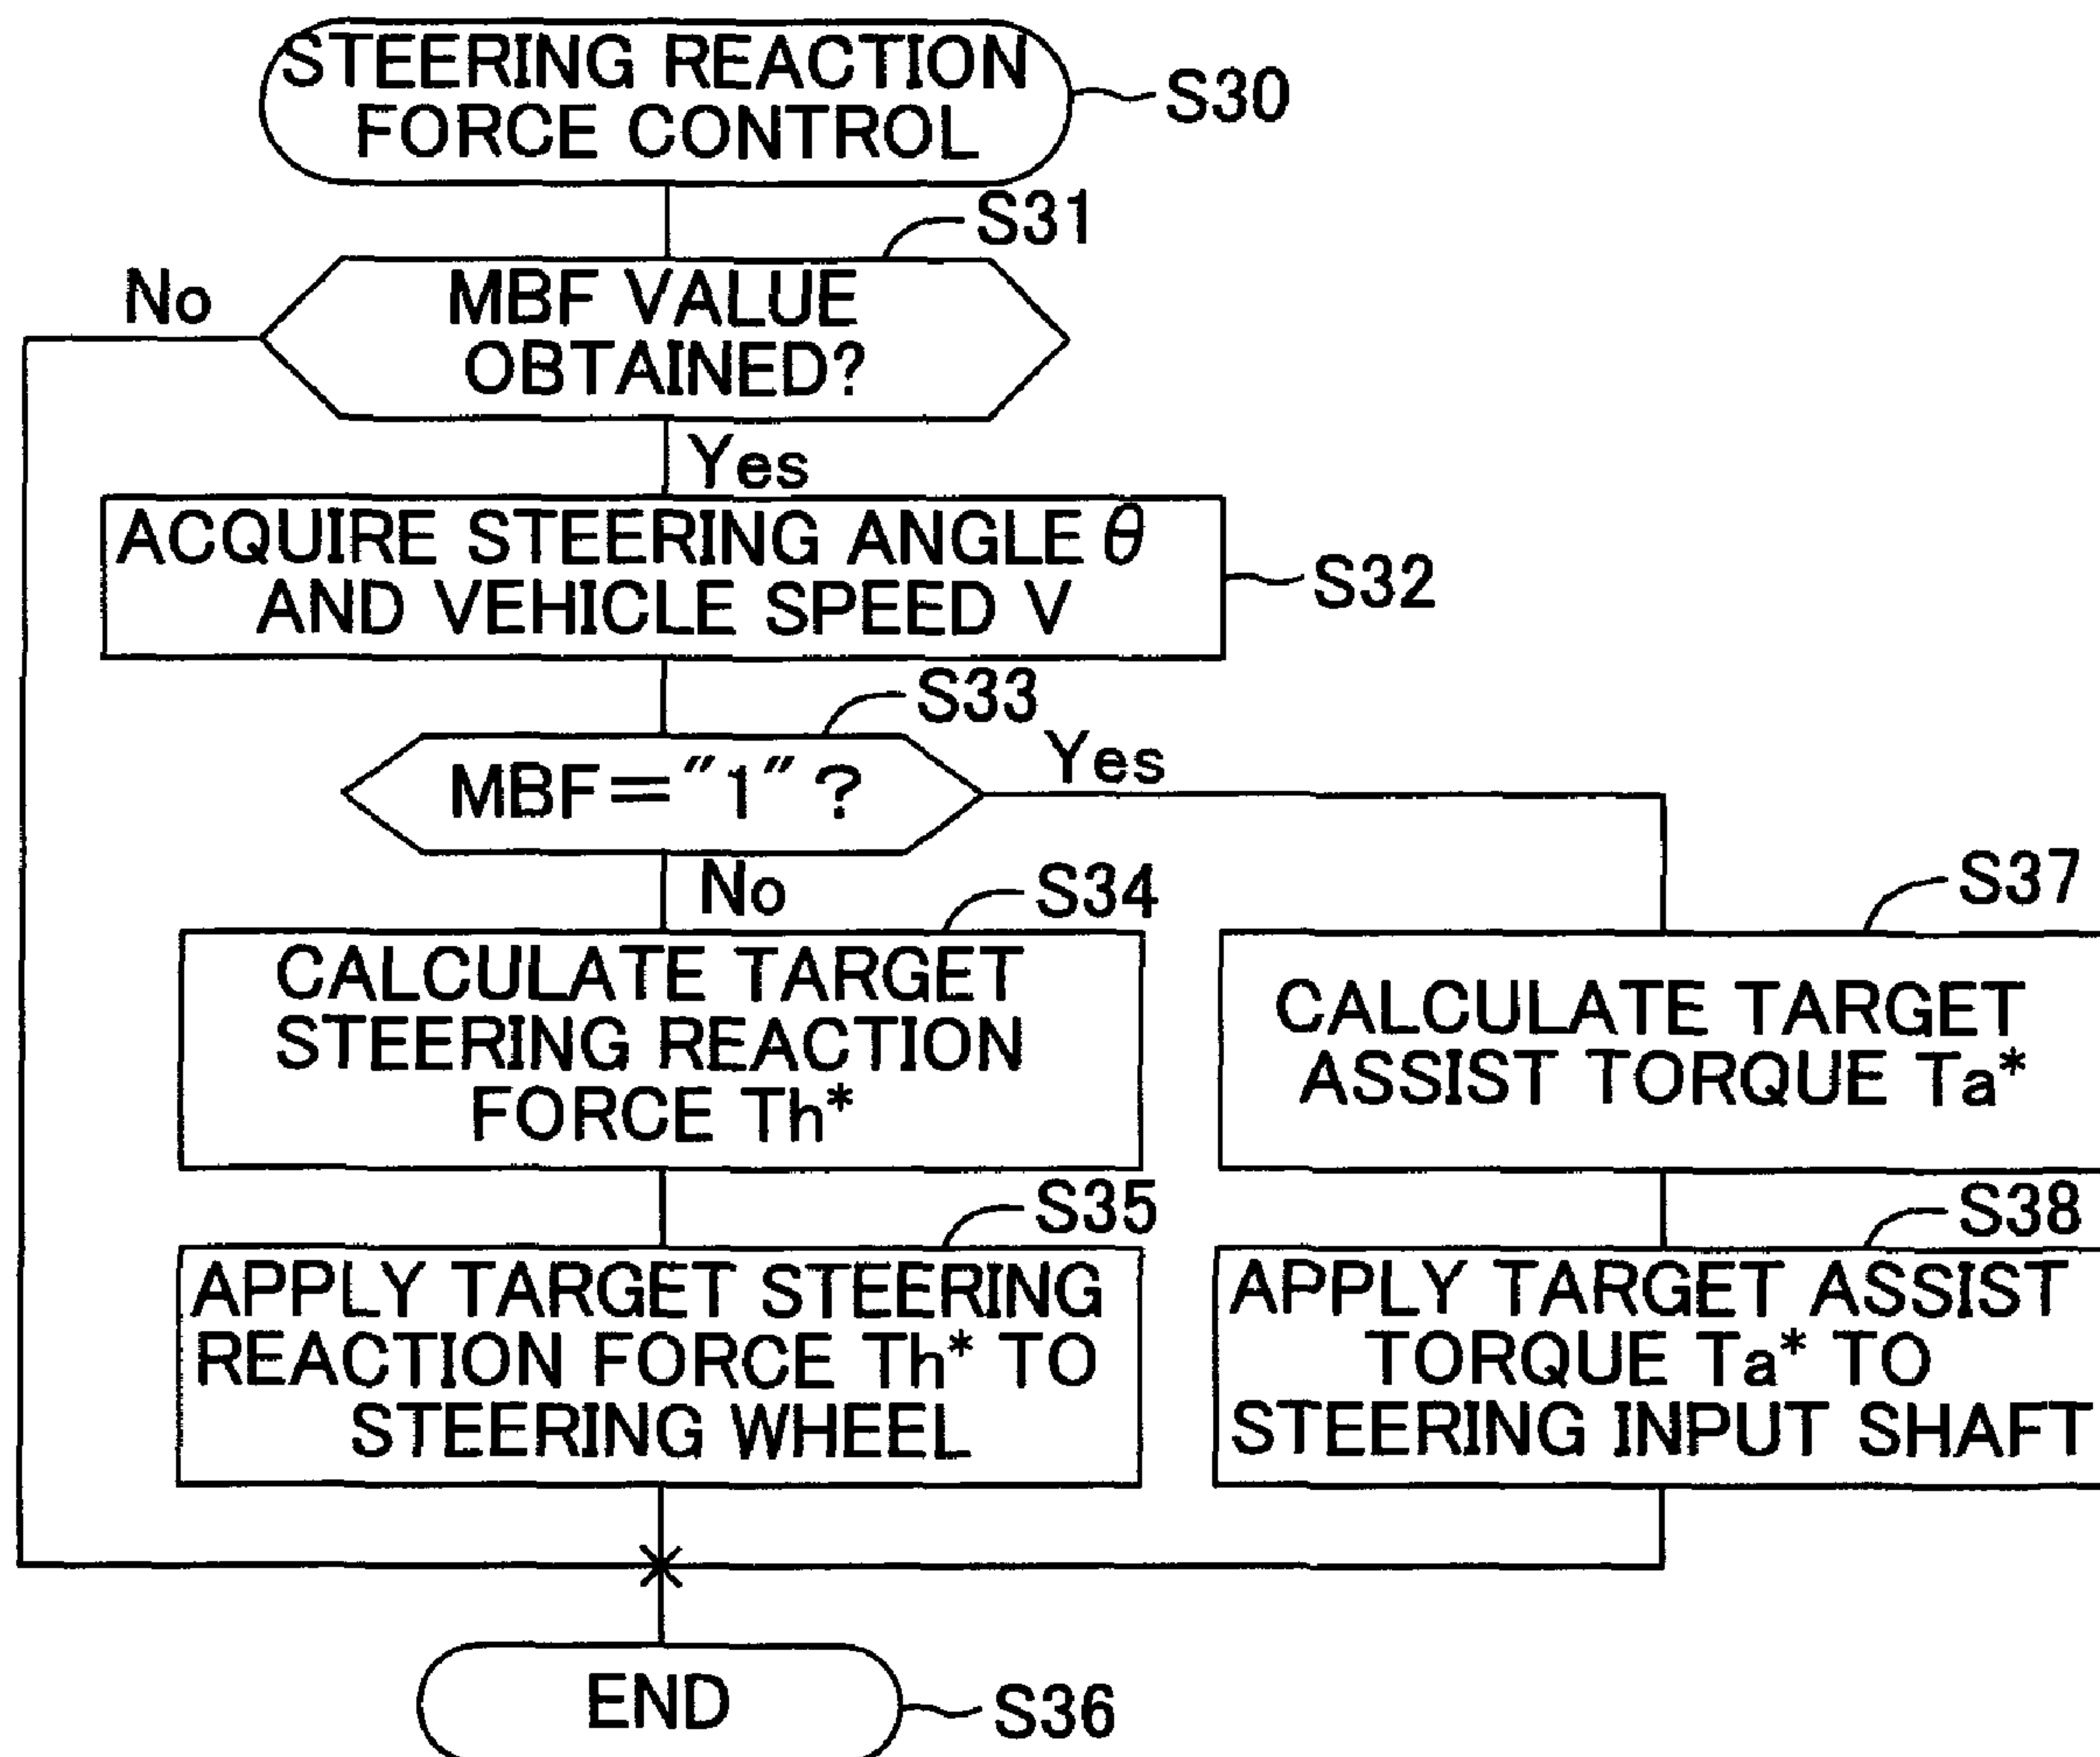 STEERING REACTION
FORCE CONTROL
S30
S31
No
MBF VALUE
OBTAINED?
Yes
ACQUIRE STEERING ANGLE θ
AND VEHICLE SPEED V
S32
S33
MBF="1"?
Yes
No
S34
CALCULATE TARGET
STEERING REACTION
FORCE Th*
S37
CALCULATE TARGET
ASSIST TORQUE Ta*
S35
APPLY TARGET STEERING
REACTION FORCE Th* TO
STEERING WHEEL
S38
APPLY TARGET ASSIST
TORQUE Ta* TO
STEERING INPUT SHAFT
END
S36